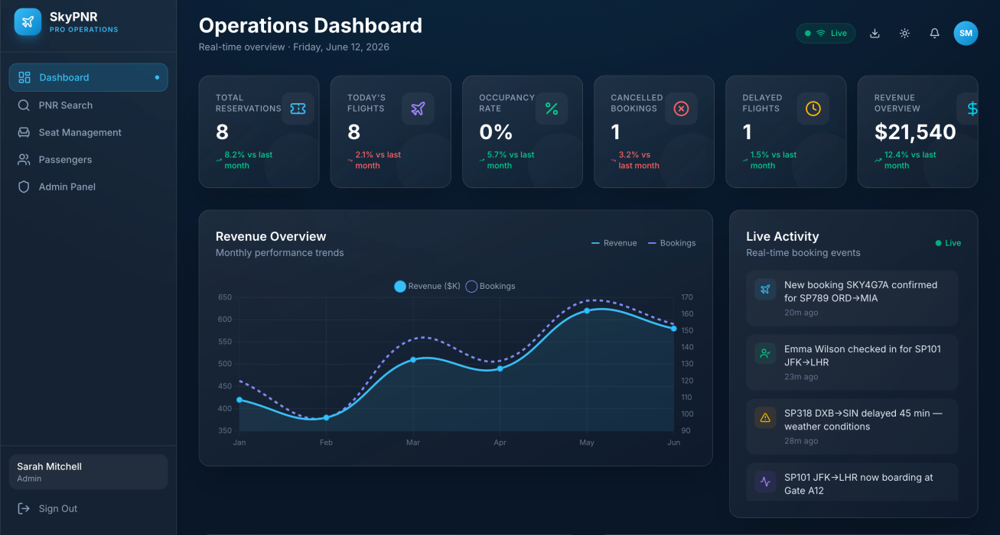 SkyPNR
PRO OPERATIONS
Dashboard
PNR Search
Seat Management
Passengers
Admin Panel
Sarah Mitchell
Admin
Sign Out
Operations Dashboard
Real-time overview · Friday, June 12, 2026
Live
SM
TOTAL
RESERVATIONS
8
8.2% vs last
month
TODAY'S
FLIGHTS
8
2.1% vs last
month
OCCUPANCY
RATE
0%
5.7% vs last
month
CANCELLED
BOOKINGS
1
3.2% vs
last month
DELAYED
FLIGHTS
1
1.5% vs last
month
REVENUE
OVERVIEW
$21,540
12.4% vs last
month
Revenue Overview
Monthly performance trends
Revenue
Bookings
Revenue ($K)
Bookings
650
600
550
500
450
400
350
170
160
150
140
130
120
110
100
90
Jan
Feb
Mar
Apr
May
Jun
Live Activity
Real-time booking events
Live
New booking SKY4G7A confirmed
for SP789 ORD→MIA
20m ago
Emma Wilson checked in for SP101
JFK→LHR
23m ago
SP318 DXB→SIN delayed 45 min —
weather conditions
28m ago
SP101 JFK→LHR now boarding at
Gate A12